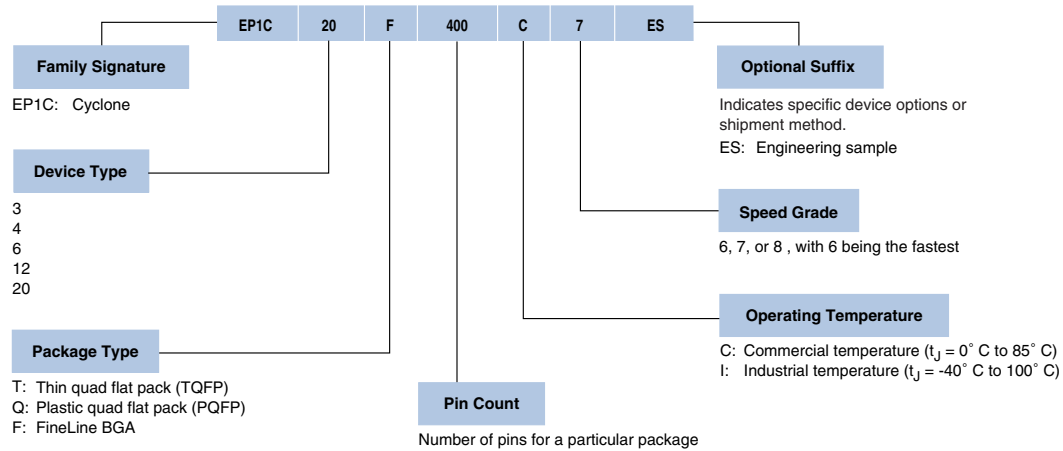 EP1C 20 F 400 C 7 ES
Family Signature
EP1C: Cyclone
Device Type
3
4
6
12
20
Package Type
T: Thin quad flat pack (TQFP)
Q: Plastic quad flat pack (PQFP)
F: FineLine BGA
Pin Count
Number of pins for a particular package
Optional Suffix
Indicates specific device options or
shipment method.
ES: Engineering sample
Speed Grade
6, 7, or 8 , with 6 being the fastest
Operating Temperature
C: Commercial temperature (tJ = 0° C to 85° C)
I: Industrial temperature (tJ = -40° C to 100° C)